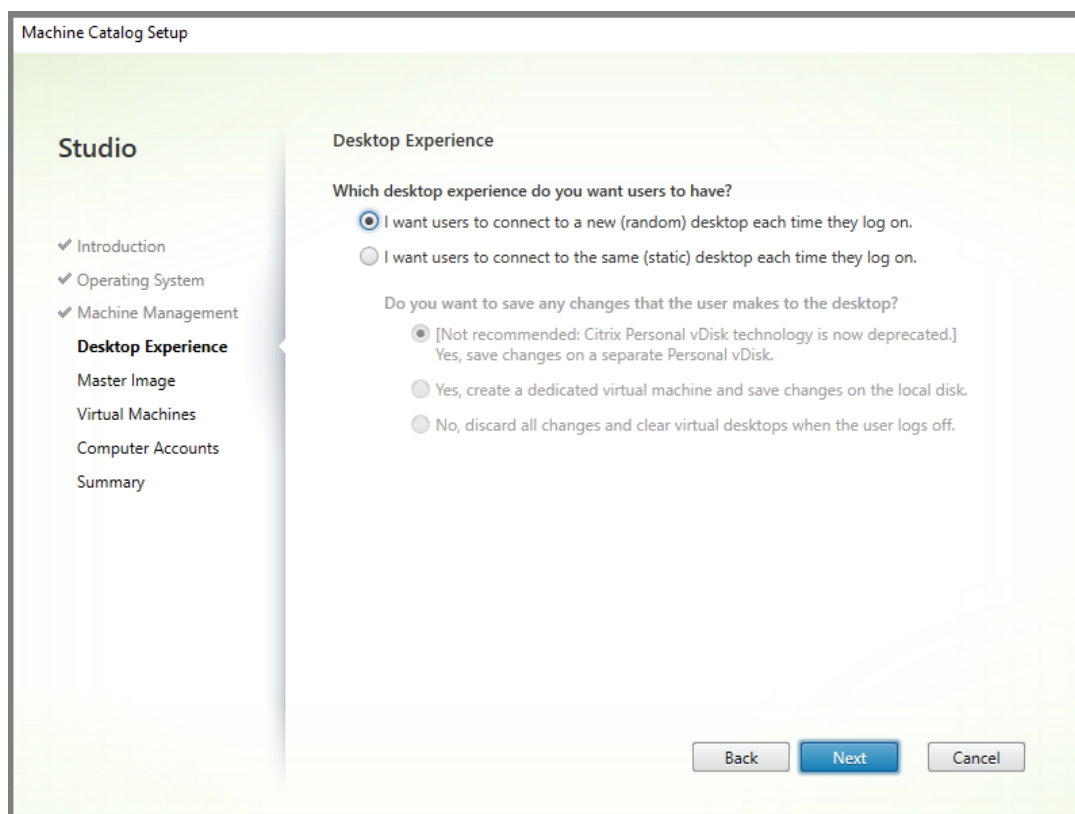 Machine Catalog Setup
Studio
Introduction
Operating System
Machine Management
Desktop Experience
Master Image
Virtual Machines
Computer Accounts
Summary
Desktop Experience
Which desktop experience do you want users to have?
I want users to connect to a new (random) desktop each time they log on.
I want users to connect to the same (static) desktop each time they log on.
Do you want to save any changes that the user makes to the desktop?
[Not recommended: Citrix Personal vDisk technology is now deprecated.]
Yes, save changes on a separate Personal vDisk.
Yes, create a dedicated virtual machine and save changes on the local disk.
No, discard all changes and clear virtual desktops when the user logs off.
Back
Next
Cancel